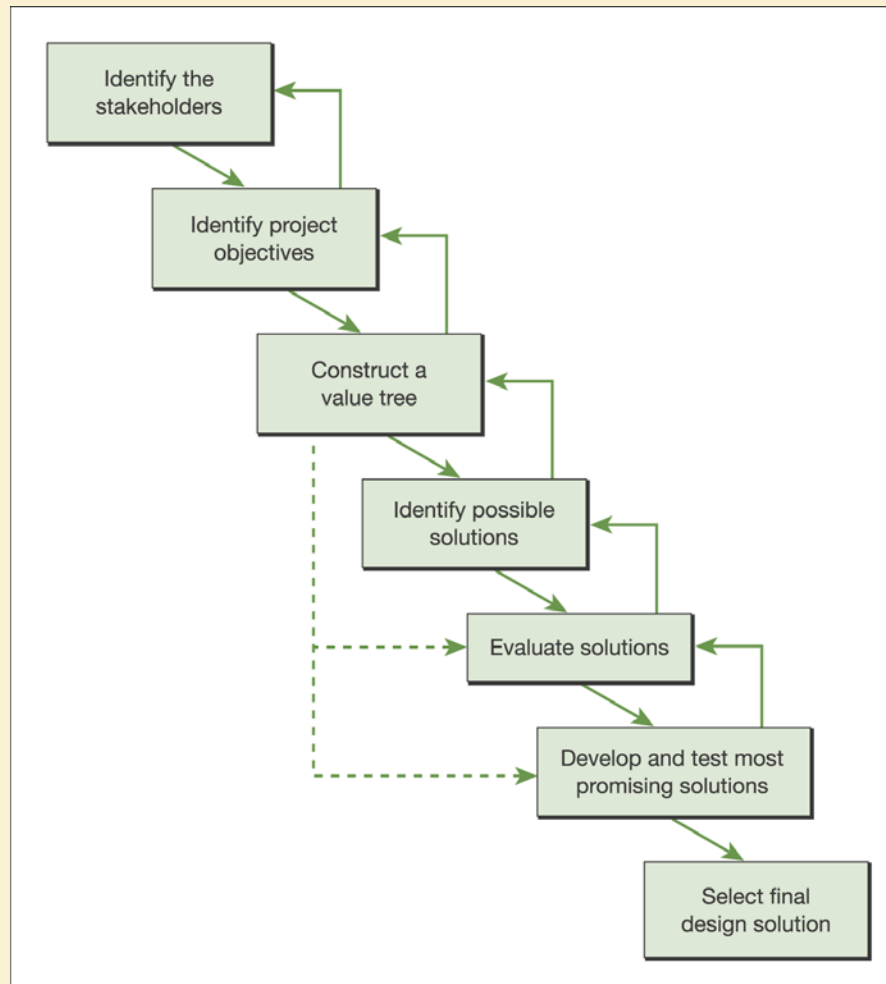 Identify the
stakeholders
Identify project
objectives
Construct a
value tree
Identify possible
solutions
Evaluate solutions
Develop and test most
promising solutions
Select final
design solution